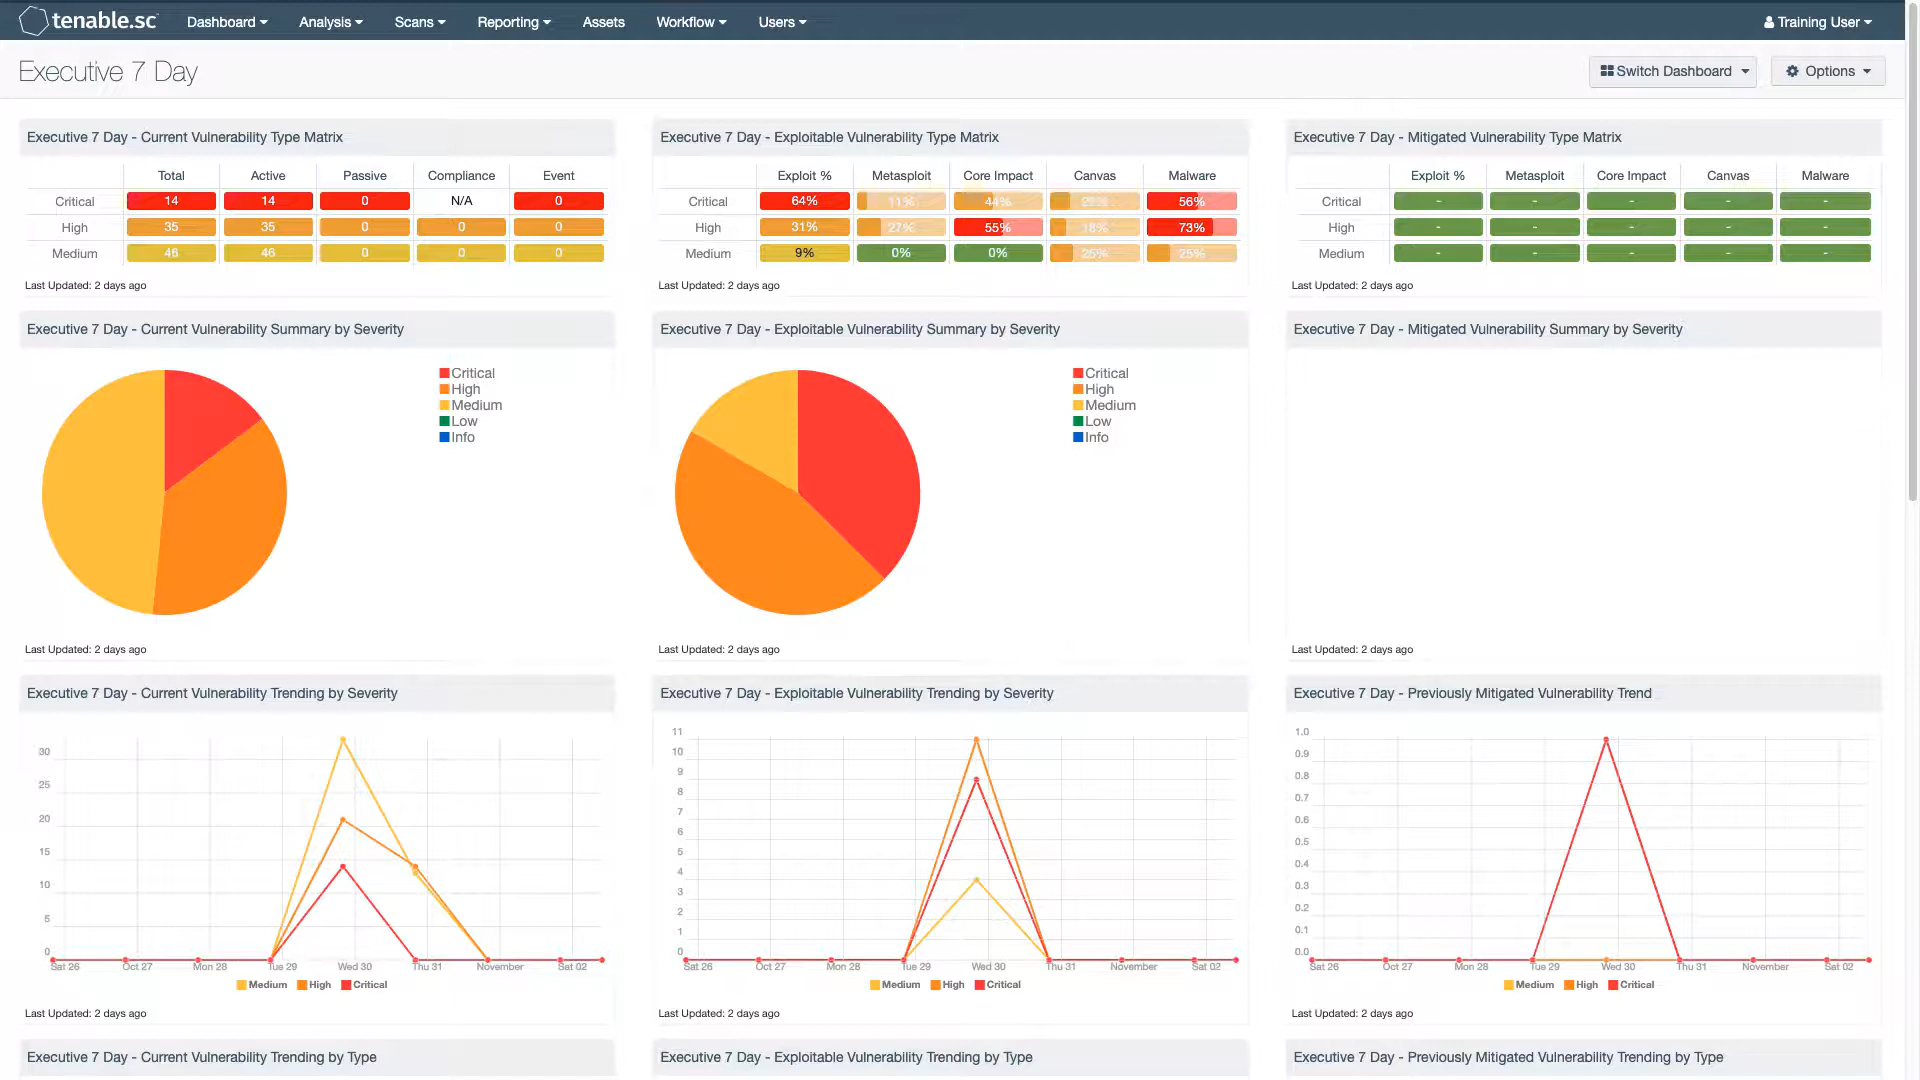 tenable.sc Dashboard Analysis Scans Reporting Assets Workflow Users Training User
Executive 7 Day
Switch Dashboard Options
Executive 7 Day - Current Vulnerability Type Matrix
Total Active Passive Compliance Event
Critical 14 14 0 N/A 0
High 35 35 0 0 0
Medium 46 46 0 0 0
Last Updated: 2 days ago
Executive 7 Day - Exploitable Vulnerability Type Matrix
Exploit % Metasploit Core Impact Canvas Malware
Critical 64% 11% 44% 56%
High 31% 27% 55% 18% 73%
Medium 9% 0% 0% 25% 25%
Last Updated: 2 days ago
Executive 7 Day - Mitigated Vulnerability Type Matrix
Exploit % Metasploit Core Impact Canvas Malware
Critical - - - - -
High - - - - -
Medium - - - - -
Last Updated: 2 days ago
Executive 7 Day - Current Vulnerability Summary by Severity
Critical
High
Medium
Low
Info
Last Updated: 2 days ago
Executive 7 Day - Exploitable Vulnerability Summary by Severity
Critical
High
Medium
Low
Info
Last Updated: 2 days ago
Executive 7 Day - Mitigated Vulnerability Summary by Severity
Last Updated: 2 days ago
Executive 7 Day - Current Vulnerability Trending by Severity
30
25
20
15
10
5
0
Sat 26 Oct 27 Mon 28 Tue 29 Wed 30 Thu 31 November Sat 02
Medium High Critical
Last Updated: 2 days ago
Executive 7 Day - Exploitable Vulnerability Trending by Severity
11
10
9
8
7
6
5
4
3
2
1
0
Sat 26 Oct 27 Mon 28 Tue 29 Wed 30 Thu 31 November Sat 02
Medium High Critical
Last Updated: 2 days ago
Executive 7 Day - Previously Mitigated Vulnerability Trend
1.0
0.9
0.8
0.7
0.6
0.5
0.4
0.3
0.2
0.1
0.0
Sat 26 Oct 27 Mon 28 Tue 29 Wed 30 Thu 31 November Sat 02
Medium High Critical
Last Updated: 2 days ago
Executive 7 Day - Current Vulnerability Trending by Type
Executive 7 Day - Exploitable Vulnerability Trending by Type
Executive 7 Day - Previously Mitigated Vulnerability Trending by Type